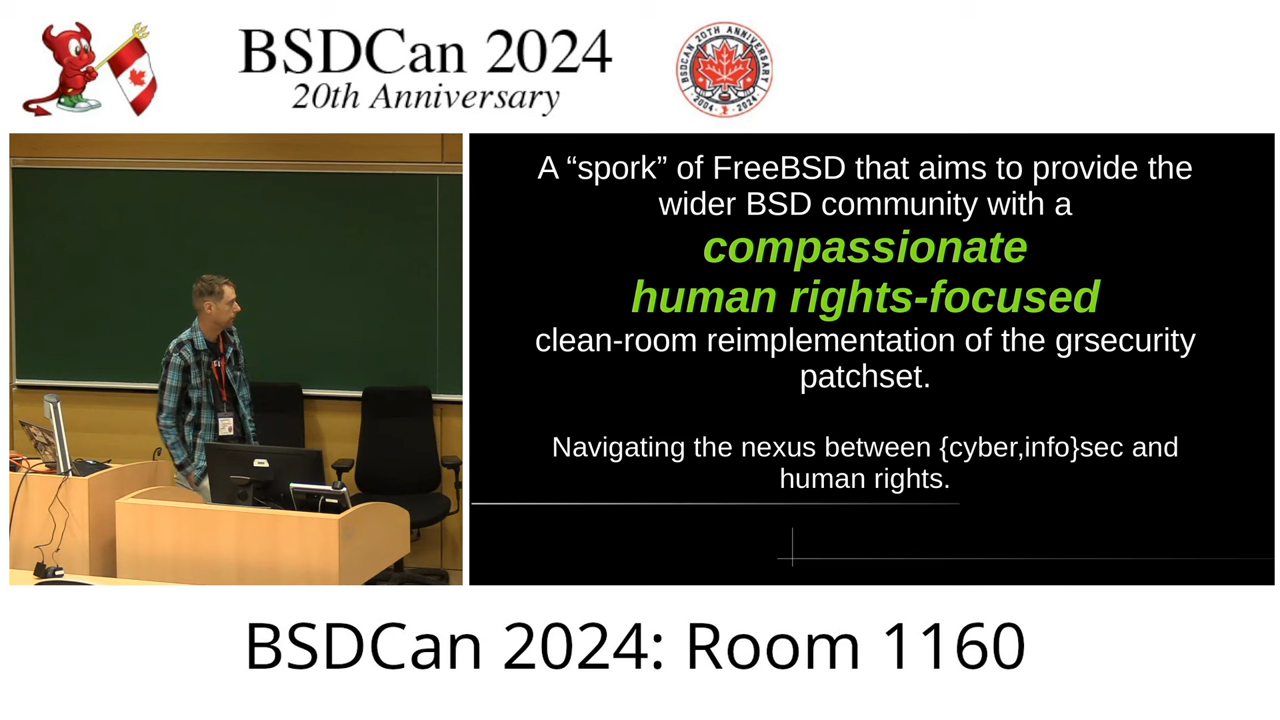 BSDCan 2024
20th Anniversary
BSDCAN 20TH ANNIVERSARY
2004 - 2024
A “spork” of FreeBSD that aims to provide the
wider BSD community with a
compassionate
human rights-focused
clean-room reimplementation of the grsecurity
patchset.
Navigating the nexus between {cyber,info}sec and
human rights.
BSDCan 2024: Room 1160